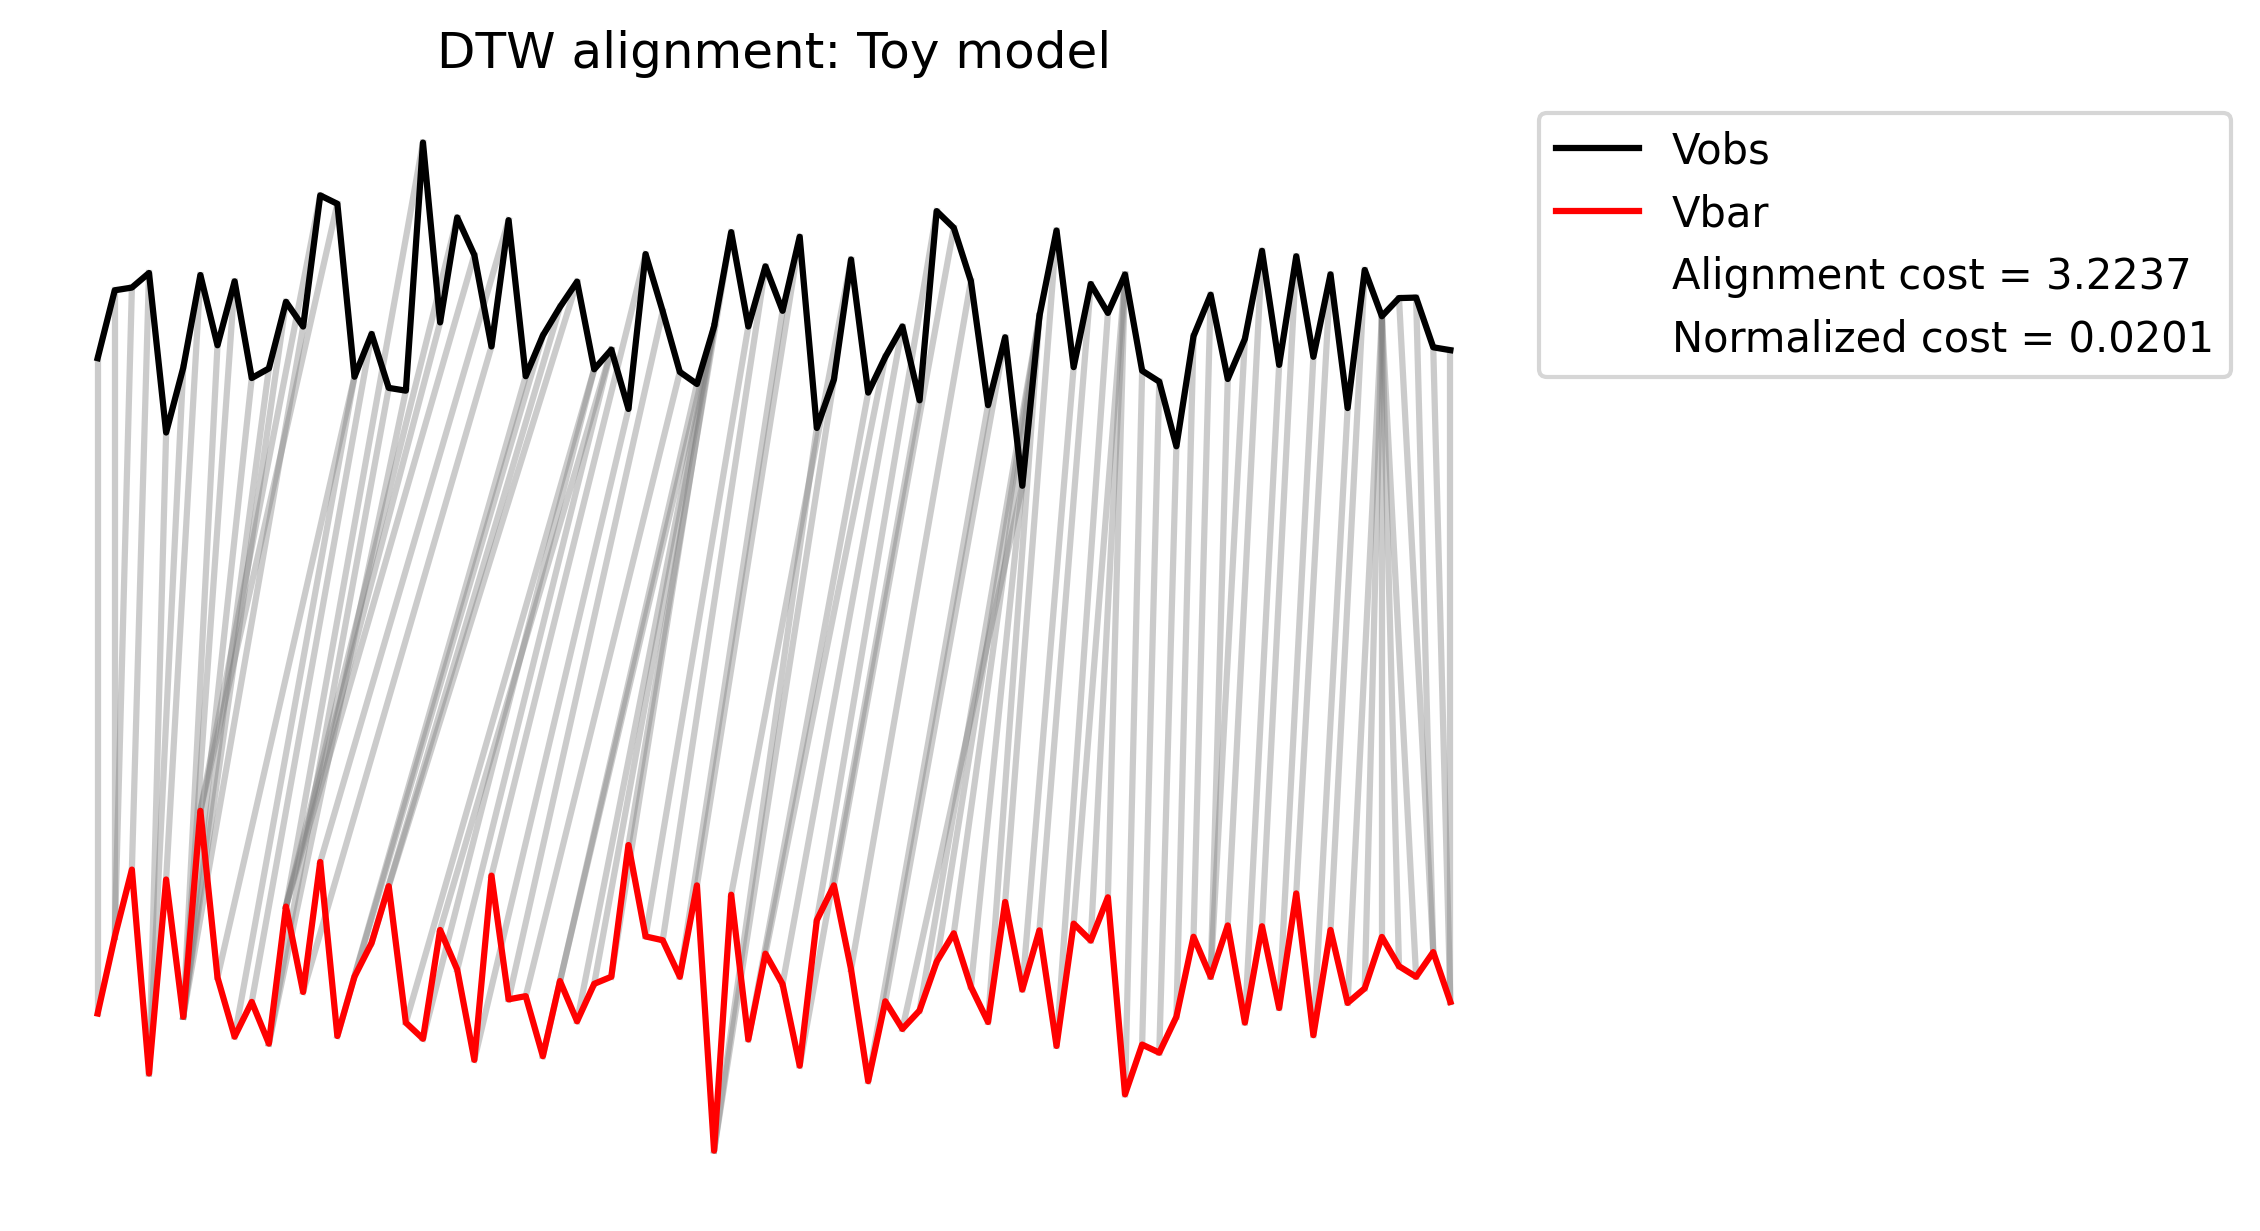 DTW alignment: Toy model
Vobs
Vbar
Alignment cost = 3.2237
Normalized cost = 0.0201